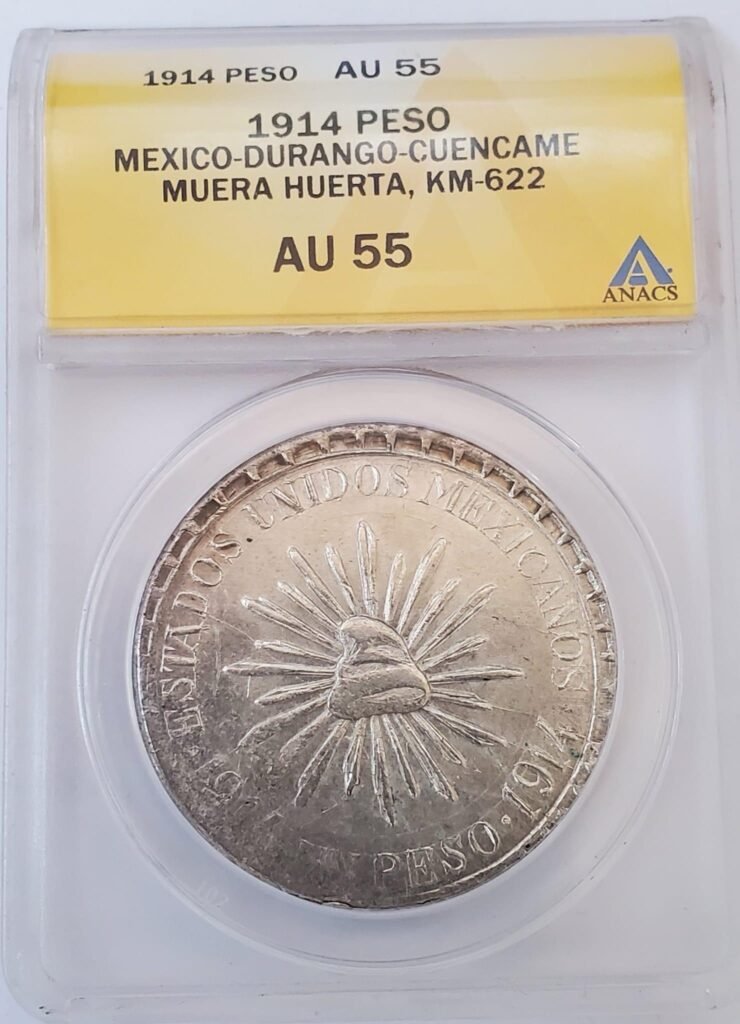 1914 PESO AU 55
1914 PESO
MEXICO-DURANGO-CUENCAME
MUERA HUERTA, KM-622
AU 55
ANACS
ESTADOS UNIDOS MEXICANOS
PESO · 1914